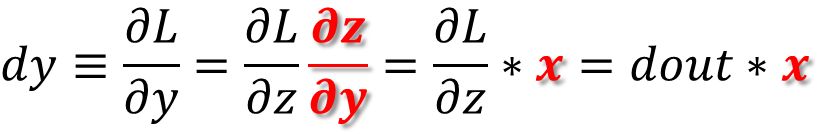 dy ≡ ∂L/∂y = ∂L/∂z ∂z/∂y = ∂L/∂z * x = dout * x